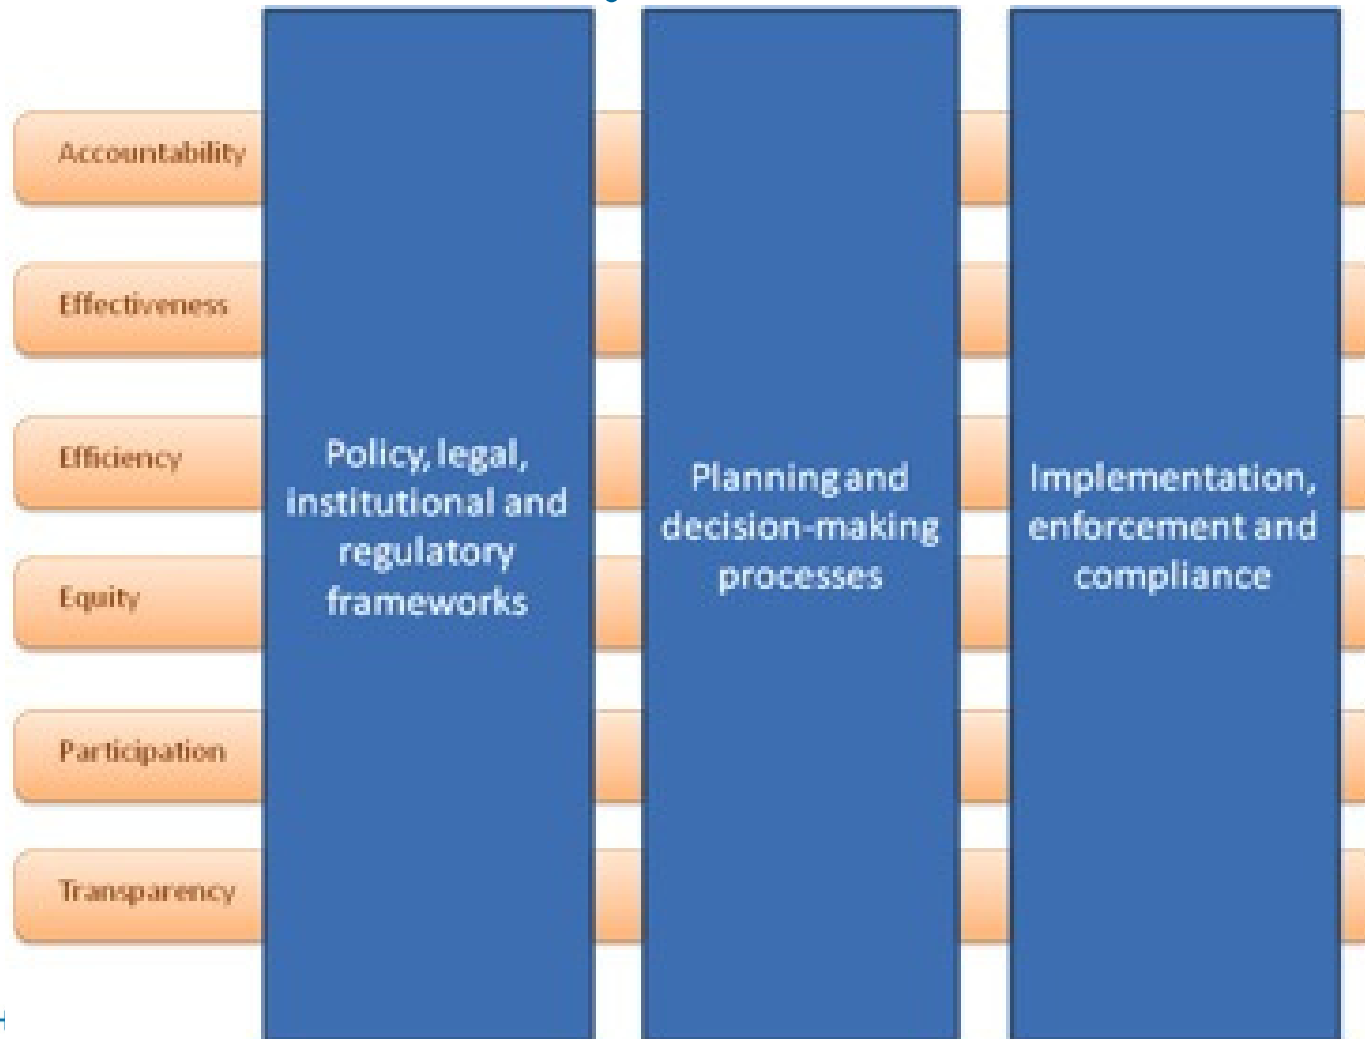 Accountability
Effectiveness
Efficiency
Equity
Participation
Transparency
Policy, legal,
institutional and
regulatory
frameworks
Planning and
decision-making
processes
Implementation,
enforcement and
compliance